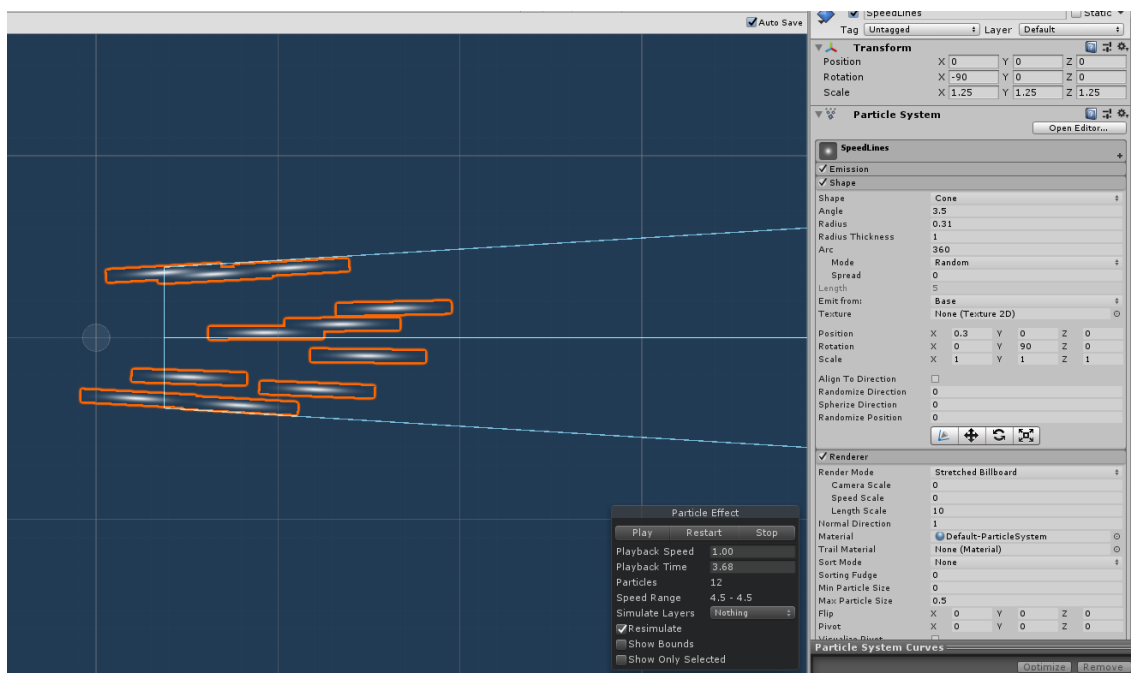 Auto Save
SpeedLines Static
Tag Untagged Layer Default
Transform
Position X 0 Y 0 Z 0
Rotation X -90 Y 0 Z 0
Scale X 1.25 Y 1.25 Z 1.25
Particle System
Open Editor...
SpeedLines
+
Emission
Shape
Shape Cone
Angle 3.5
Radius 0.31
Radius Thickness 1
Arc 360
Mode Random
Spread 0
Length 5
Emit from: Base
Texture None (Texture 2D)
Position X 0.3 Y 0 Z 0
Rotation X 0 Y 90 Z 0
Scale X 1 Y 1 Z 1
Align To Direction
Randomize Direction 0
Spherize Direction 0
Randomize Position 0
Renderer
Render Mode Stretched Billboard
Camera Scale 0
Speed Scale 0
Length Scale 10
Normal Direction 1
Material Default-ParticleSystem
Trail Material None (Material)
Sort Mode None
Sorting Fudge 0
Min Particle Size 0
Max Particle Size 0.5
Flip X 0 Y 0 Z 0
Pivot X 0 Y 0 Z 0
Visualize Pivot
Particle System Curves
Optimize Remove
Particle Effect
Play Restart Stop
Playback Speed 1.00
Playback Time 3.68
Particles 12
Speed Range 4.5 - 4.5
Simulate Layers Nothing
Resimulate
Show Bounds
Show Only Selected